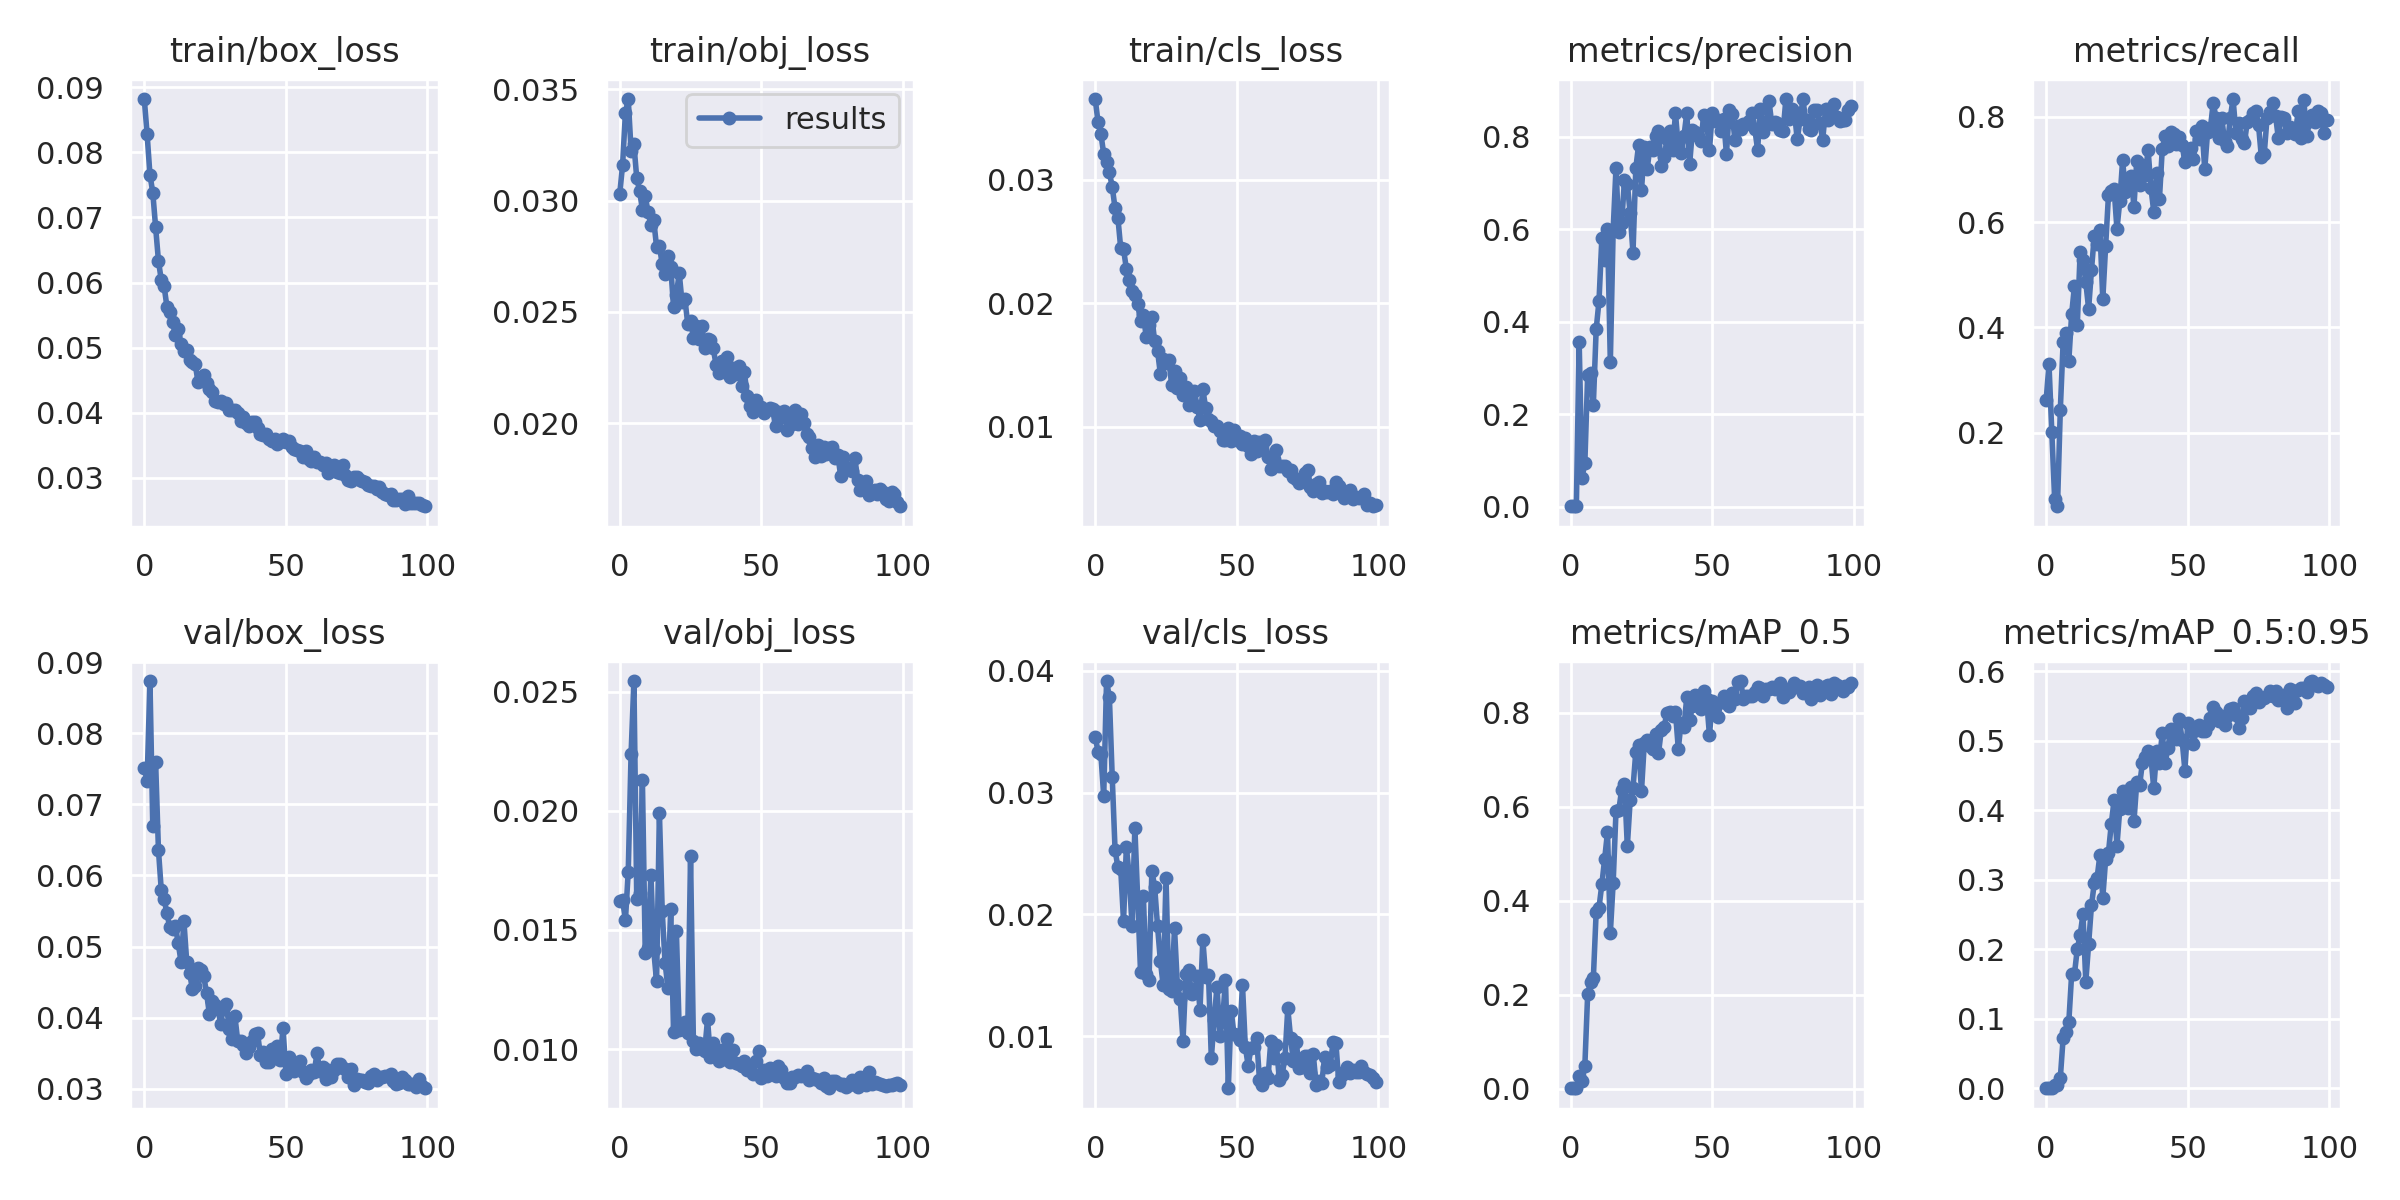 train/box_loss
0.09
0.08
0.07
0.06
0.05
0.04
0.03
0 50 100
train/obj_loss
results
0.035
0.030
0.025
0.020
0 50 100
train/cls_loss
0.03
0.02
0.01
0 50 100
metrics/precision
0.8
0.6
0.4
0.2
0.0
0 50 100
metrics/recall
0.8
0.6
0.4
0.2
0 50 100
val/box_loss
0.09
0.08
0.07
0.06
0.05
0.04
0.03
0 50 100
val/obj_loss
0.025
0.020
0.015
0.010
0 50 100
val/cls_loss
0.04
0.03
0.02
0.01
0 50 100
metrics/mAP_0.5
0.8
0.6
0.4
0.2
0.0
0 50 100
metrics/mAP_0.5:0.95
0.6
0.5
0.4
0.3
0.2
0.1
0.0
0 50 100